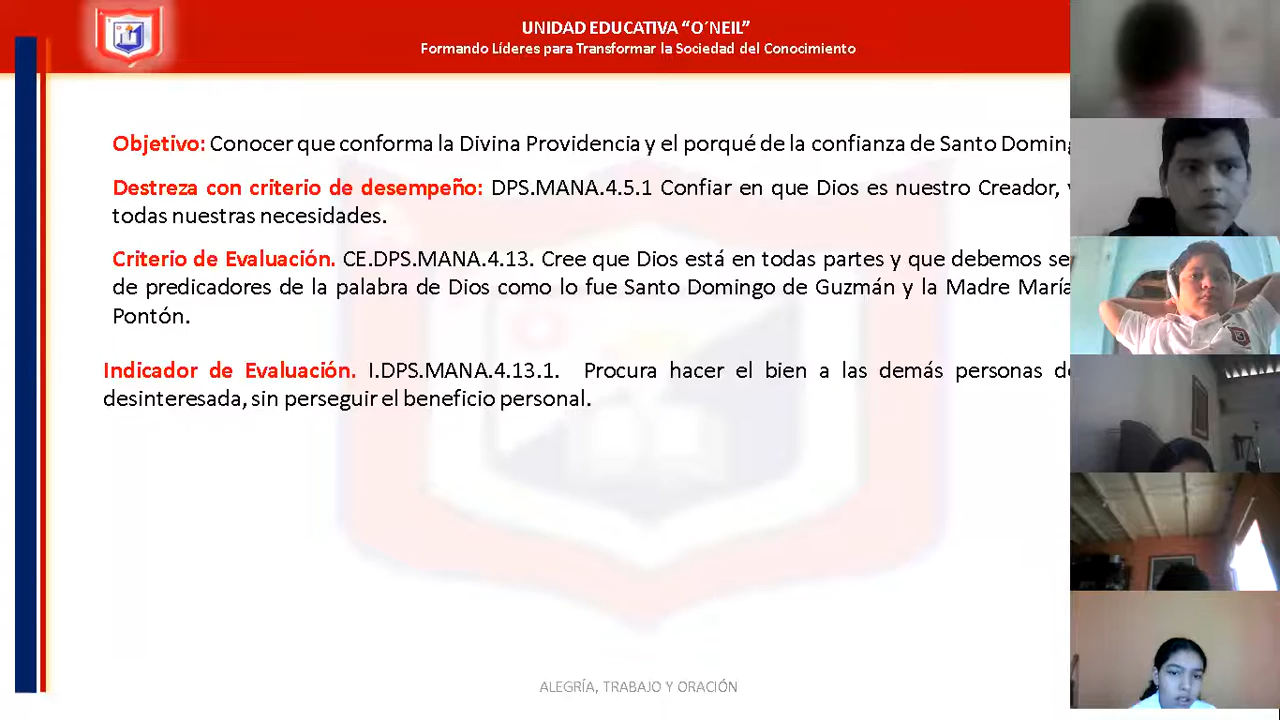 UNIDAD EDUCATIVA “O´NEIL”
Formando Líderes para Transformar la Sociedad del Conocimiento
Objetivo: Conocer que conforma la Divina Providencia y el porqué de la confianza de Santo
Destreza con criterio de desempeño: DPS.MANA.4.5.1 Confiar en que Dios es nuestro Creador,
todas nuestras necesidades.
Criterio de Evaluación. CE.DPS.MANA.4.13. Cree que Dios está en todas partes y que debemos
de predicadores de la palabra de Dios como lo fue Santo Domingo de Guzmán y la Madre María
Pontón.
Indicador de Evaluación. I.DPS.MANA.4.13.1. Procura hacer el bien a las demás personas
desinteresada, sin perseguir el beneficio personal.
ALEGRÍA, TRABAJO Y ORACIÓN